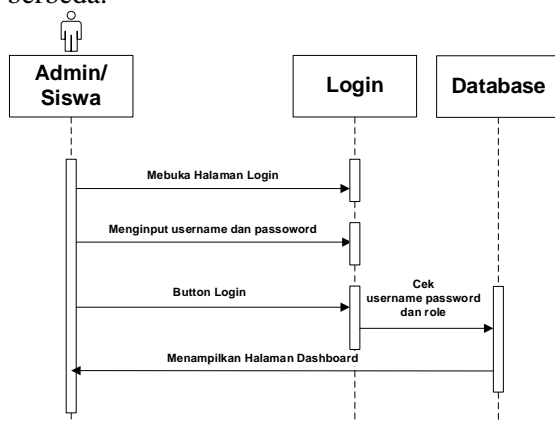 berbeda.
Admin/
Siswa
Login
Database
Mebuka Halaman Login
Menginput username dan passoword
Button Login
Cek
username password
dan role
Menampilkan Halaman Dashboard